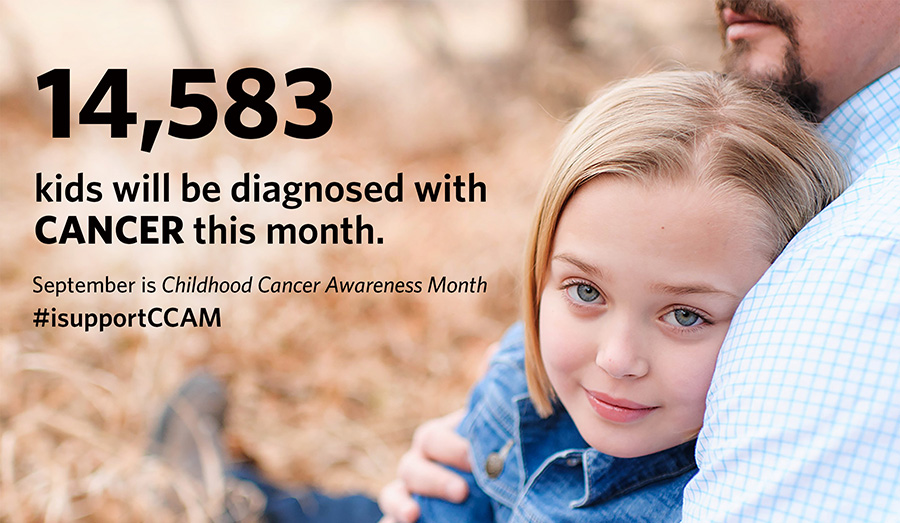 14,583
kids will be diagnosed with
CANCER this month.
September is Childhood Cancer Awareness Month
#isupportCCAM